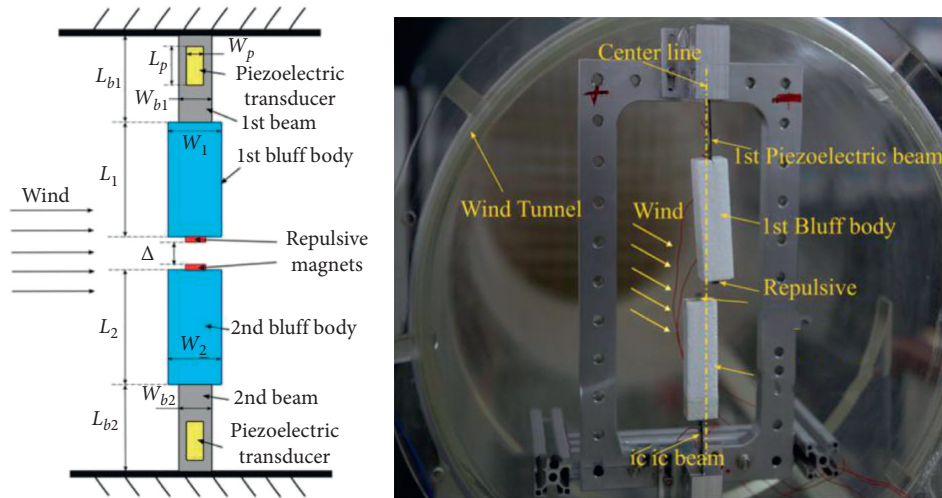 W_p
L_p
Piezoelectric
transducer
L_b1
W_b1
1st beam
W_1
1st bluff body
L_1
Wind
Repulsive
magnets
Δ
L_2
2nd bluff body
W_2
W_b2
2nd beam
L_b2
Piezoelectric
transducer
Center line
1st Piezoelectric beam
Wind Tunnel
Wind
1st Bluff body
Repulsive
ic ic beam